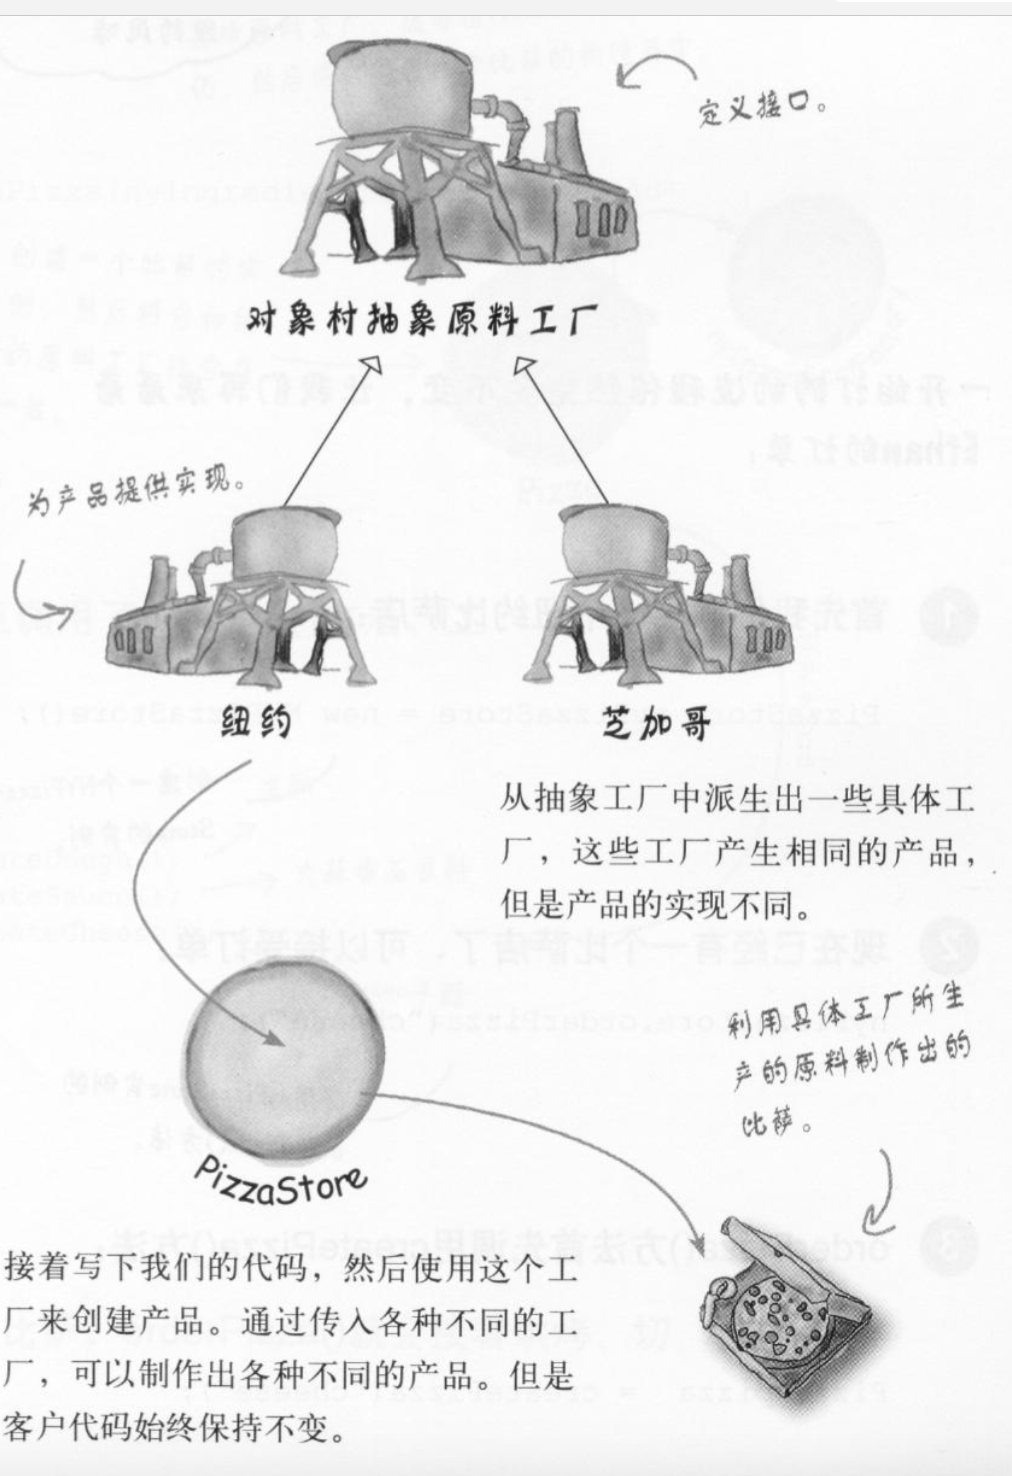 定义接口。
对象村抽象原料工厂
为产品提供实现。
纽约
芝加哥
从抽象工厂中派生出一些具体工
厂，这些工厂产生相同的产品，
但是产品的实现不同。
利用具体工厂所生
产的原料制作出的
比萨。
PizzaStore
接着写下我们的代码，然后使用这个工
厂来创建产品。通过传入各种不同的工
厂，可以制作出各种不同的产品。但是
客户代码始终保持不变。